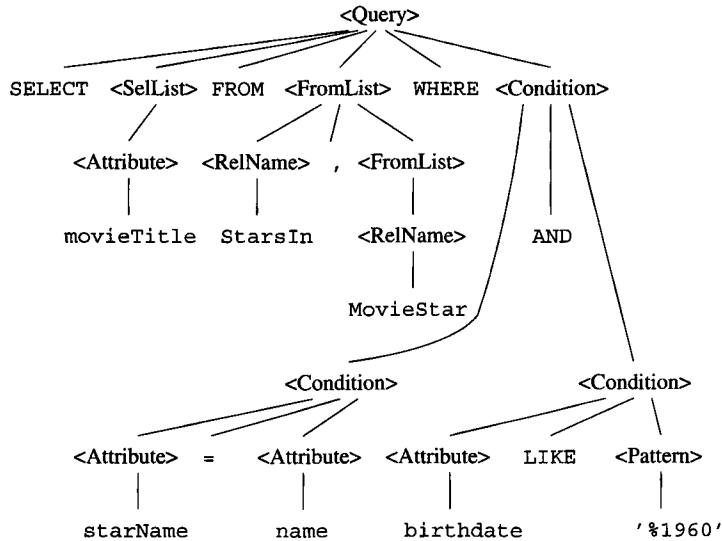 <Query>
SELECT <SelList> FROM <FromList> WHERE <Condition>
<Attribute> <RelName> , <FromList>
movieTitle StarsIn <RelName> AND
MovieStar
<Condition> <Condition>
<Attribute> = <Attribute> <Attribute> LIKE <Pattern>
starName name birthdate '%1960'